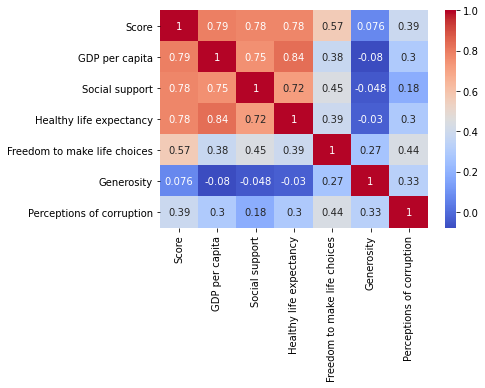 Score 1 0.79 0.78 0.78 0.57 0.076 0.39
GDP per capita 0.79 1 0.75 0.84 0.38 -0.08 0.3
Social support 0.78 0.75 1 0.72 0.45 -0.048 0.18
Healthy life expectancy 0.78 0.84 0.72 1 0.39 -0.03 0.3
Freedom to make life choices 0.57 0.38 0.45 0.39 1 0.27 0.44
Generosity 0.076 -0.08 -0.048 -0.03 0.27 1 0.33
Perceptions of corruption 0.39 0.3 0.18 0.3 0.44 0.33 1
Score
GDP per capita
Social support
Healthy life expectancy
Freedom to make life choices
Generosity
Perceptions of corruption
1.0
0.8
0.6
0.4
0.2
0.0